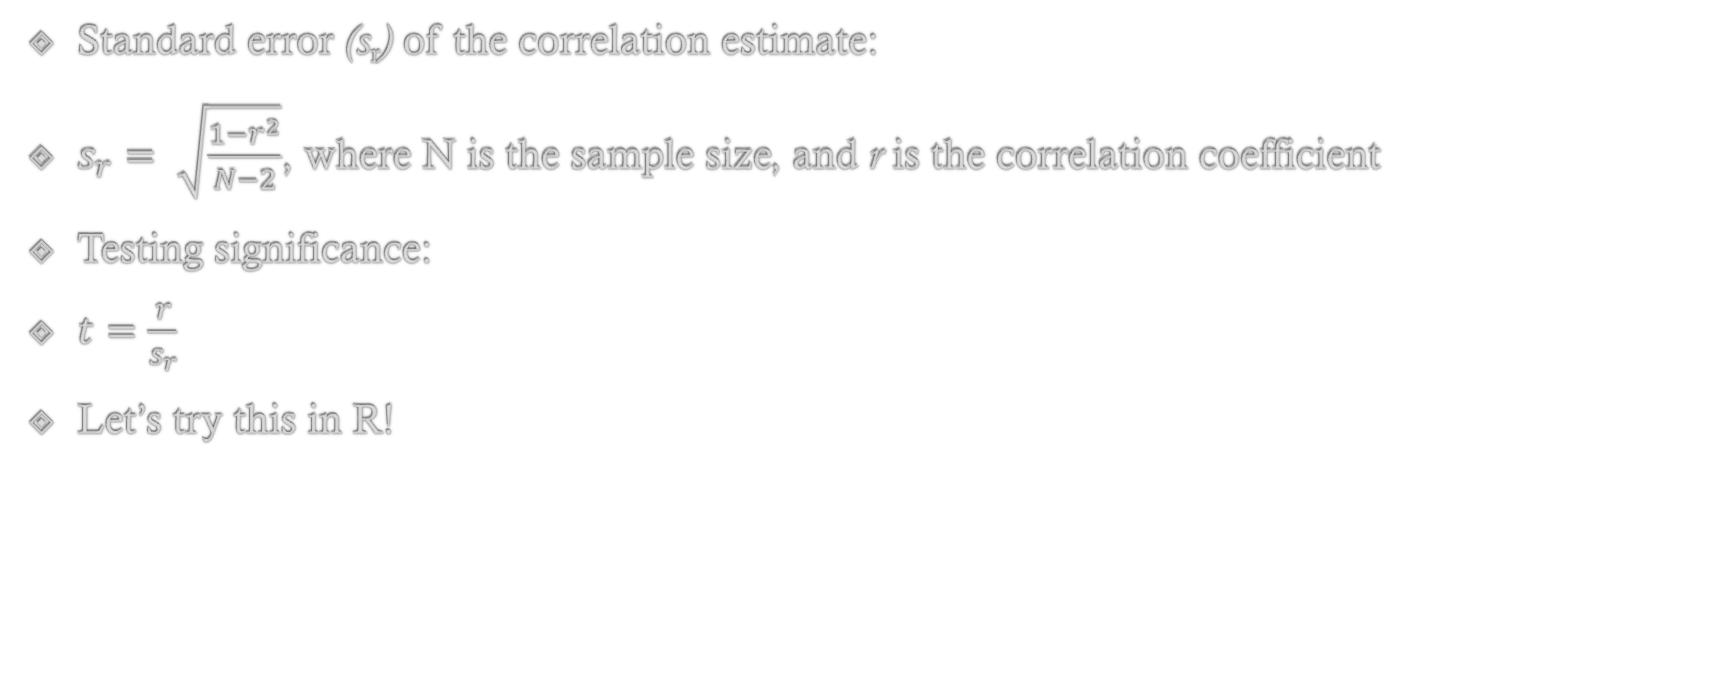 Standard error (sᵣ) of the correlation estimate:
sᵣ = √((1−r²)/(N−2)), where N is the sample size, and r is the correlation coefficient
Testing significance:
t = r/sᵣ
Let’s try this in R!